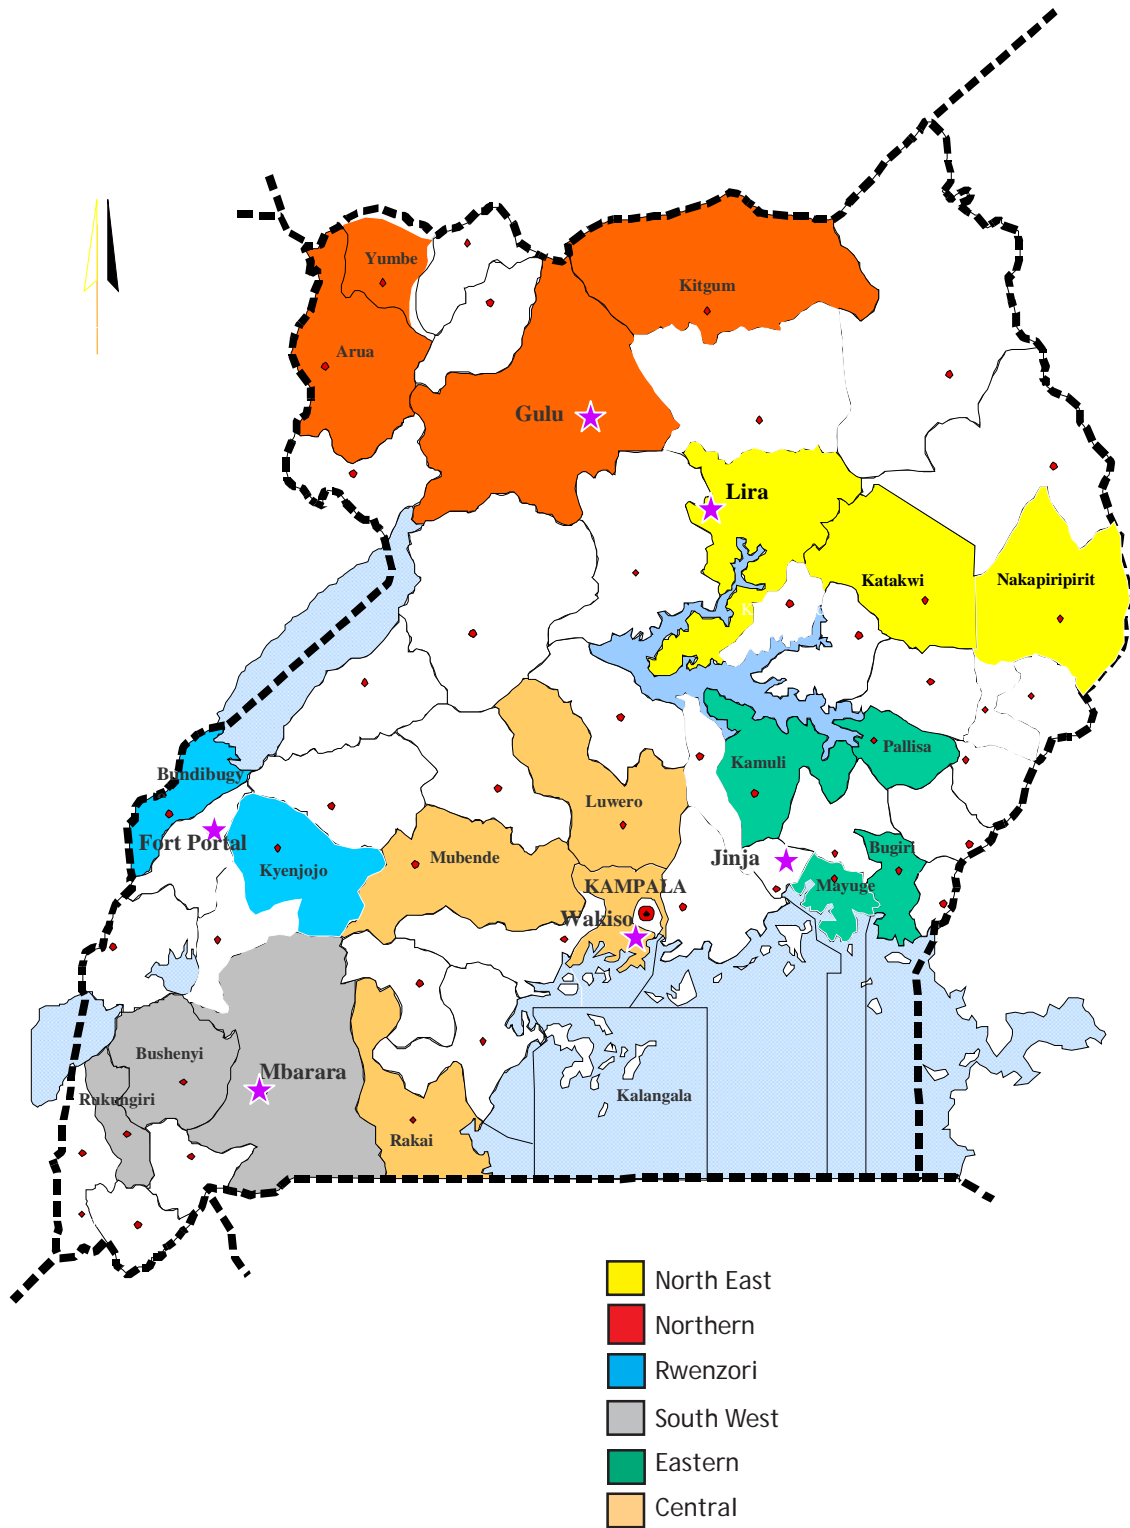 Yumbe
Kitgum
Arua
Gulu
Lira
Katakwi
Nakapiripirit
K
Pallisa
Bundibugy
Kamuli
Luwero
Fort Portal
Kyenjojo
Mubende
Jinja
Bugiri
KAMPALA
Mayuge
Wakiso
Bushenyi
Mbarara
Rukungiri
Kalangala
Rakai
North East
Northern
Rwenzori
South West
Eastern
Central